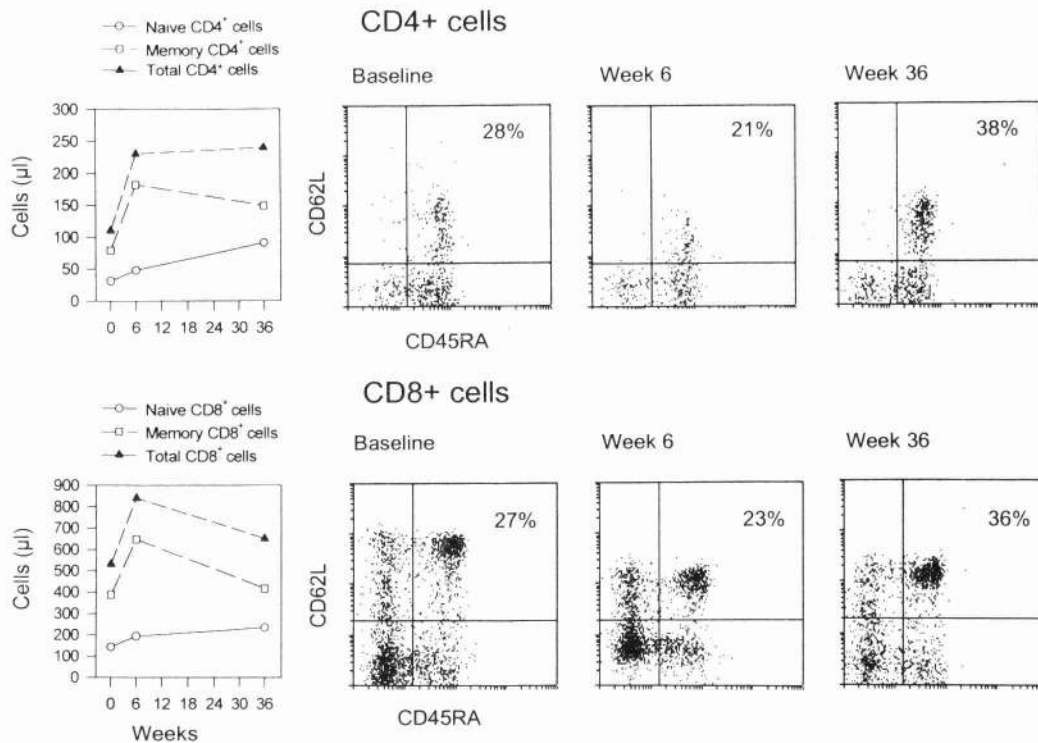 CD4+ cells
Naive CD4+ cells
Memory CD4+ cells
Total CD4+ cells
Baseline
Week 6
Week 36
300
250
200
150
100
50
0
Cells (µl)
0 6 12 18 24 30 36
28%
21%
38%
CD62L
CD45RA
CD8+ cells
Naive CD8+ cells
Memory CD8+ cells
Total CD8+ cells
Baseline
Week 6
Week 36
900
800
700
600
500
400
300
200
100
0
Cells (µl)
0 6 12 18 24 30 36
Weeks
27%
23%
36%
CD62L
CD45RA